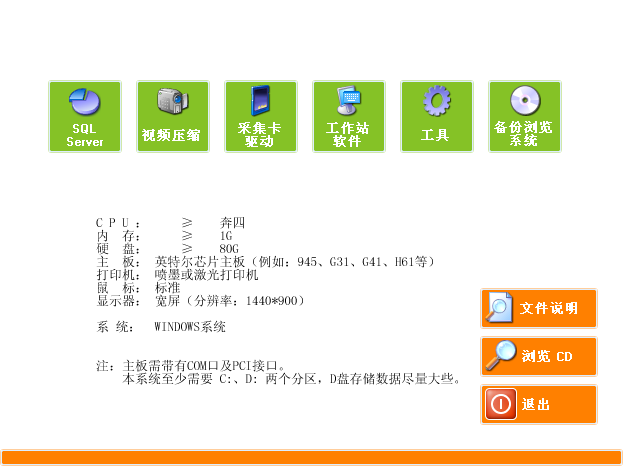 SQL
Server
视频压缩
采集卡
驱动
工作站
软件
工具
备份浏览
系统
C P U ： ≥ 奔四
内 存： ≥ 1G
硬 盘： ≥ 80G
主 板： 英特尔芯片主板（例如：945、G31、G41、H61等）
打印机： 喷墨或激光打印机
鼠 标： 标准
显示器： 宽屏（分辨率：1440*900）
系 统： WINDOWS系统
注：主板需带有COM口及PCI接口。
本系统至少需要 C:、D: 两个分区，D盘存储数据尽量大些。
文件说明
浏览 CD
退出